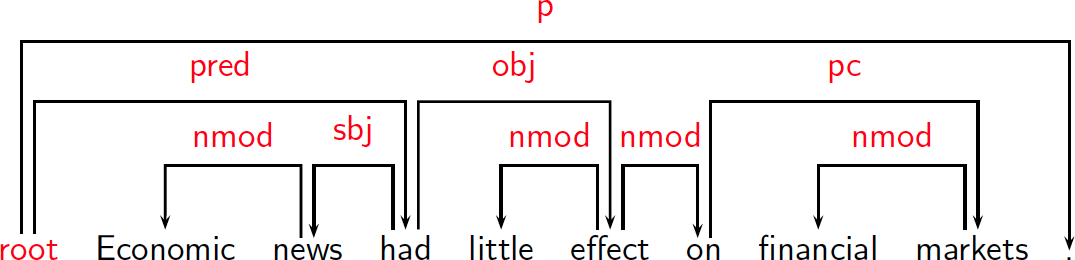 p
pred obj pc
nmod sbj nmod nmod nmod
root Economic news had little effect on financial markets .